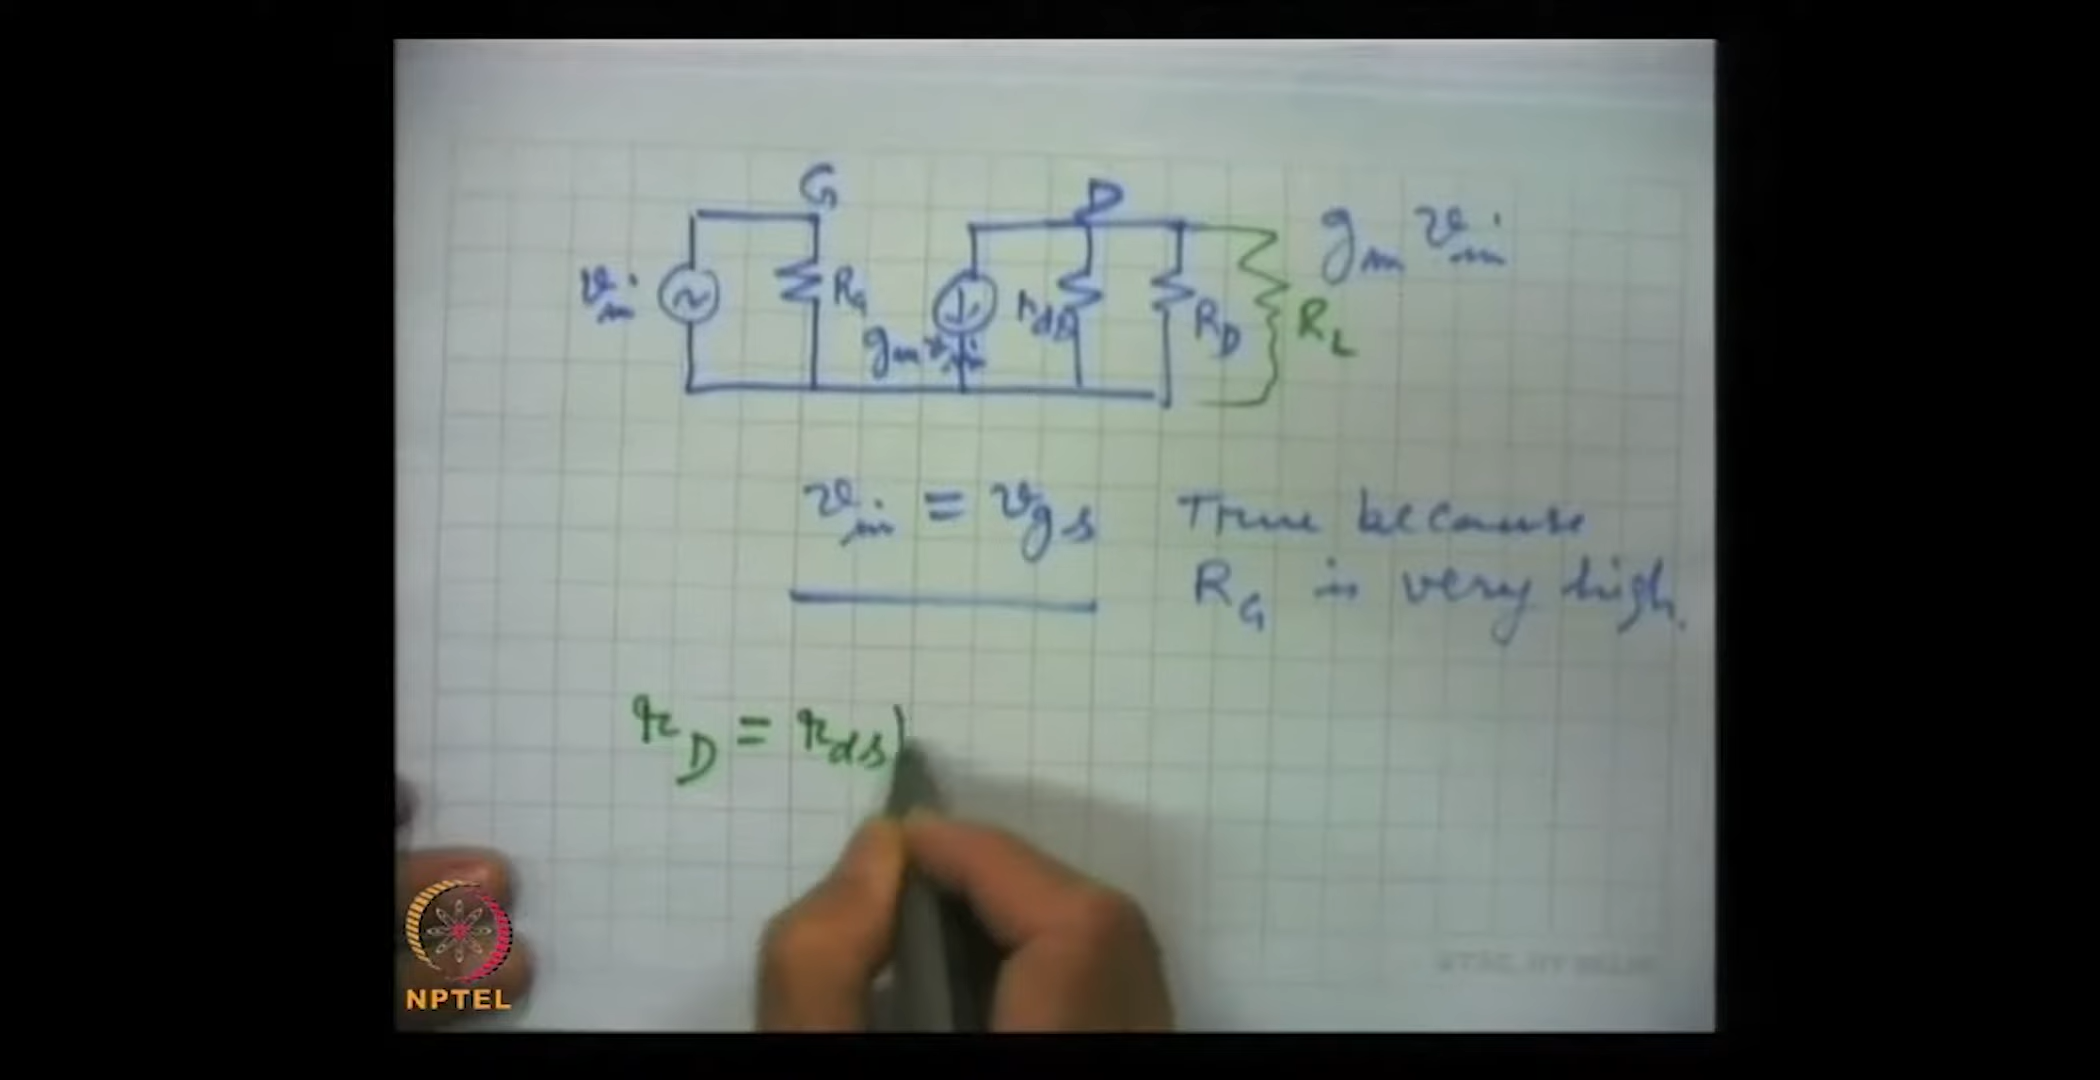 G
D
g_m v_in
v_in
R_G
g_m v_in
r_ds
R_D
R_L
v_in = v_gs True because
R_G is very high.
r_D = r_ds |
NPTEL